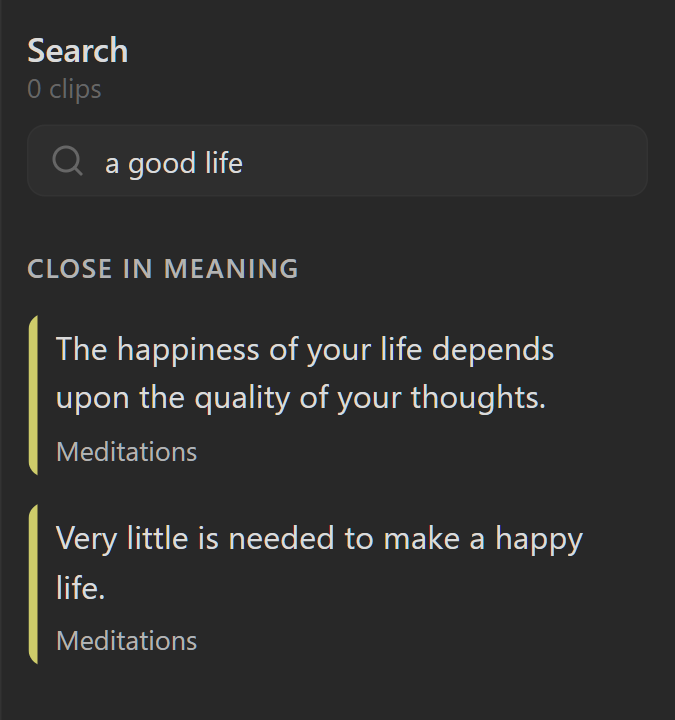 Search
0 clips
a good life
CLOSE IN MEANING
The happiness of your life depends
upon the quality of your thoughts.
Meditations
Very little is needed to make a happy
life.
Meditations